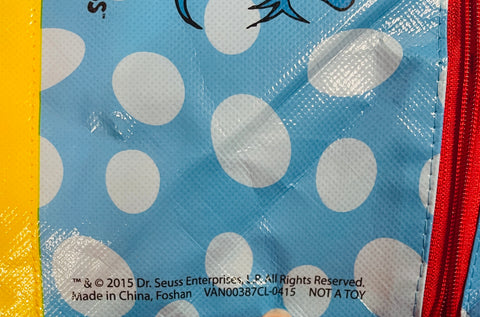 ™ & © 2015 Dr. Seuss Enterprises, L.P. All Rights Reserved.
Made in China, Foshan VAN00387CL-0415 NOT A TOY